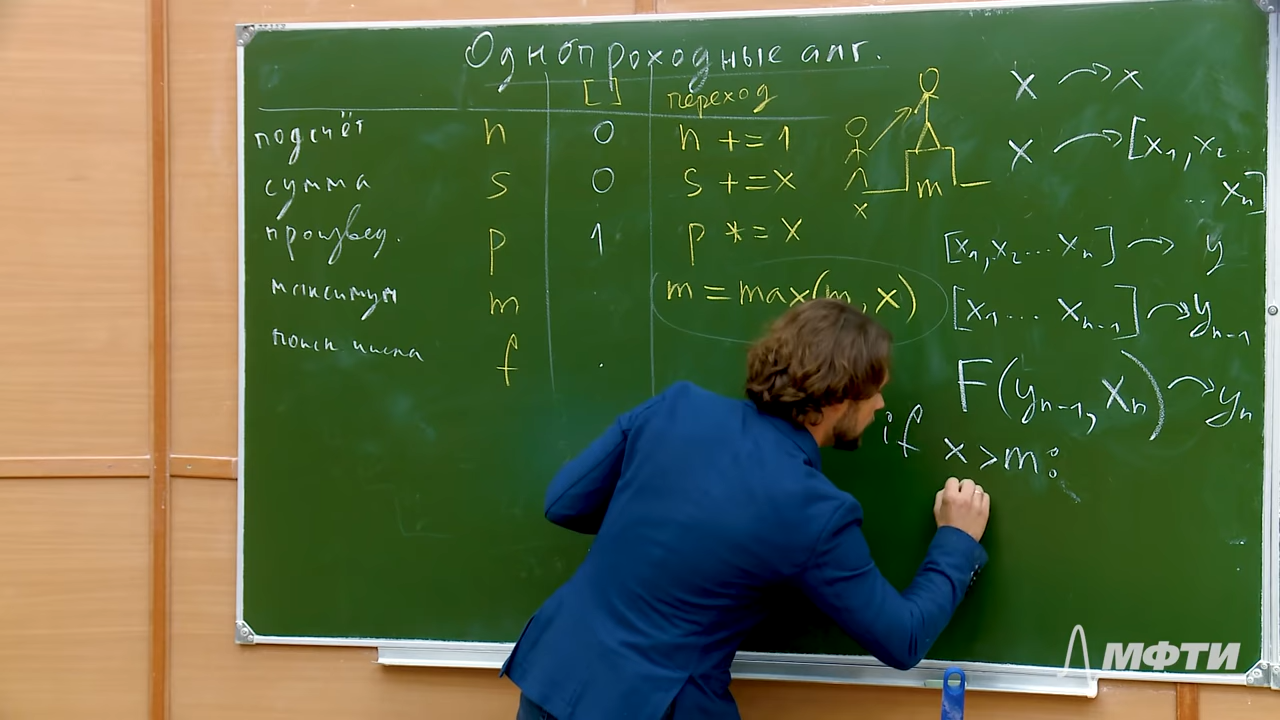 Однопроходные алг.
[ ] переход
подсчёт n 0 n += 1
сумма s 0 s += x
произвед. p 1 p *= x
максимум m . m = max(m, x)
поиск числа f .
m
x
x → x
x → [x1, x2 ...
... xn]
[x1, x2 ... xn] → y
[x1 ... xn-1] → yn-1
F(yn-1, xn) → yn
if x > m:
МФТИ